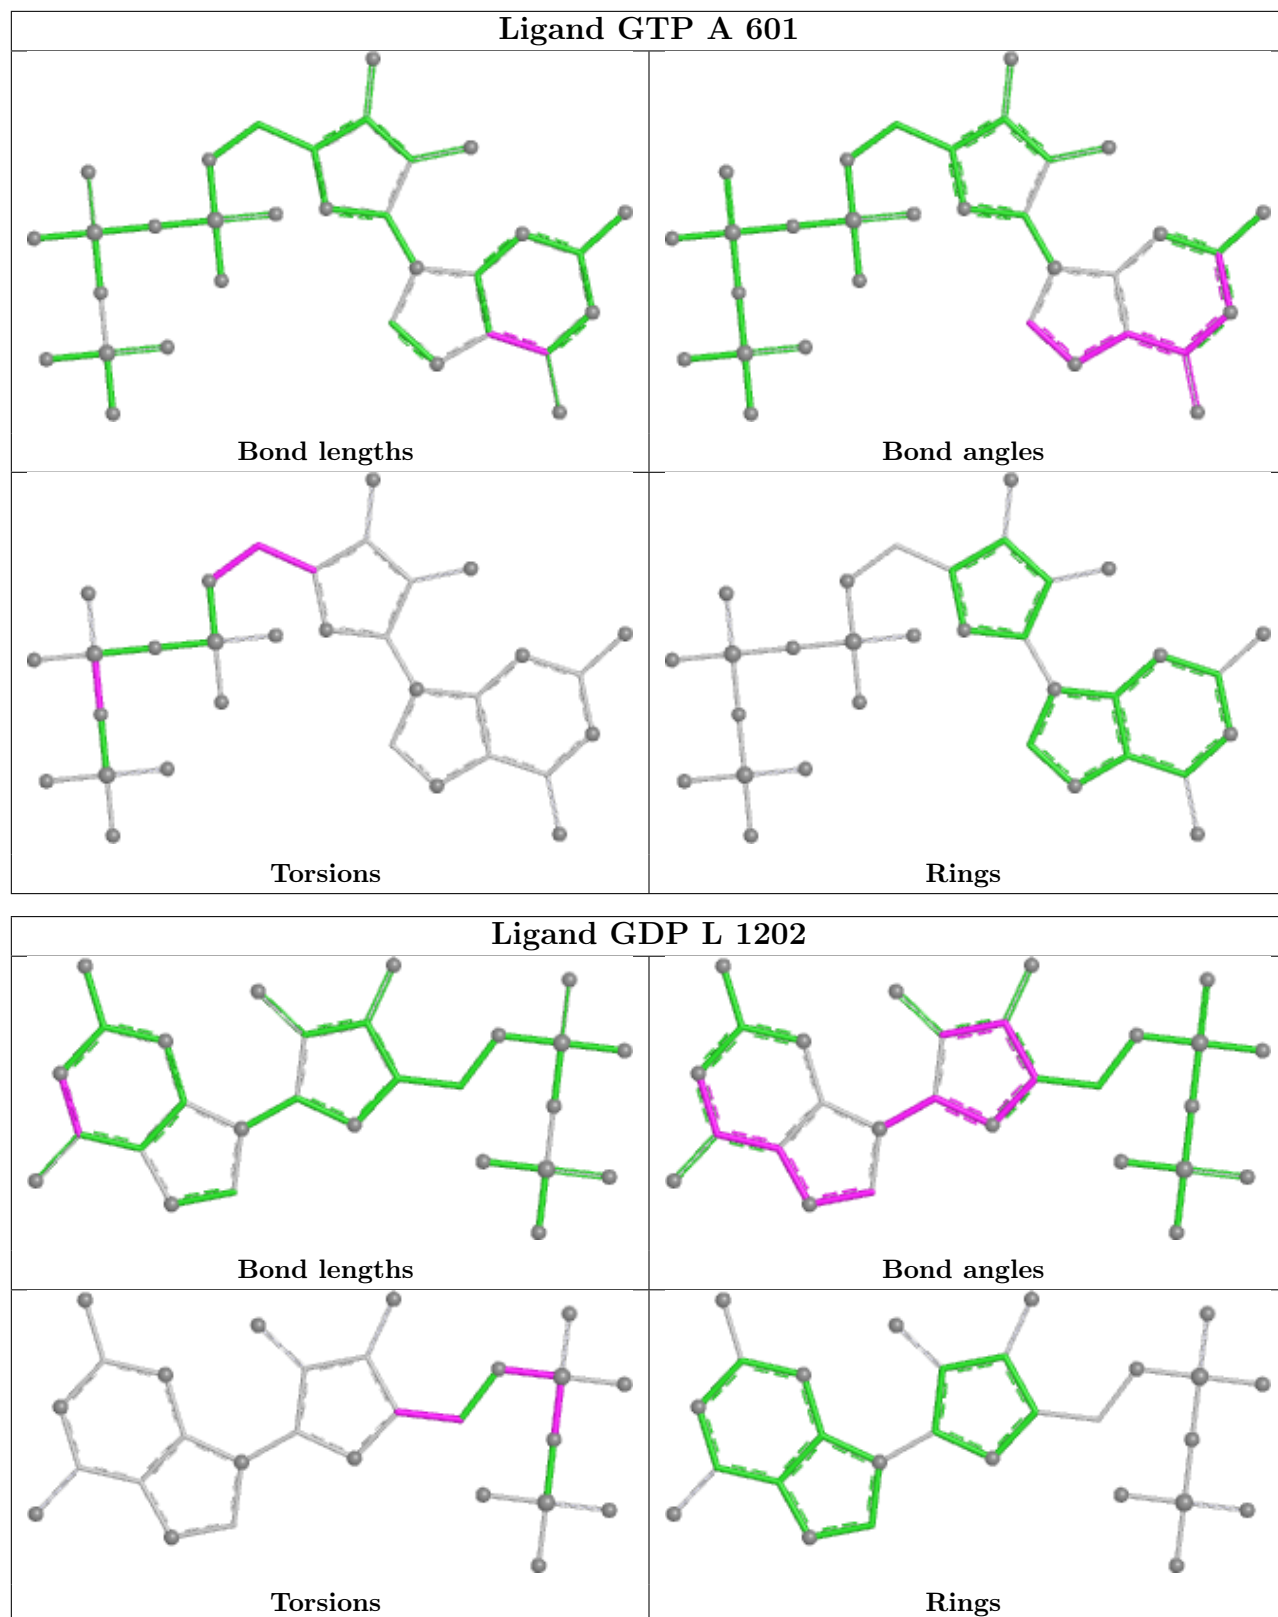 Ligand GTP A 601
Bond lengths
Bond angles
Torsions
Rings
Ligand GDP L 1202
Bond lengths
Bond angles
Torsions
Rings